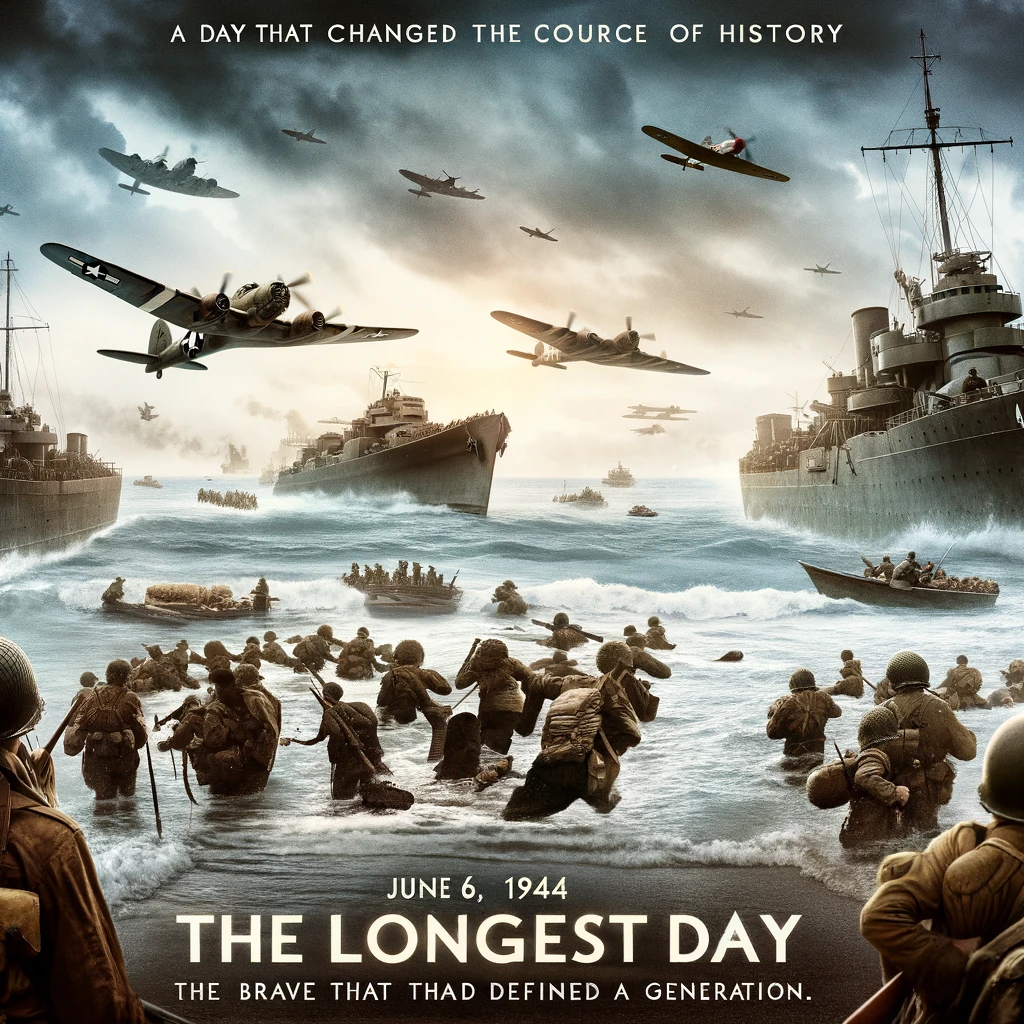 A DAY THAT CHANGED THE COURCE OF HISTORY
JUNE 6, 1944
THE LONGEST DAY
THE BRAVE THAT THAD DEFINED A GENERATION.